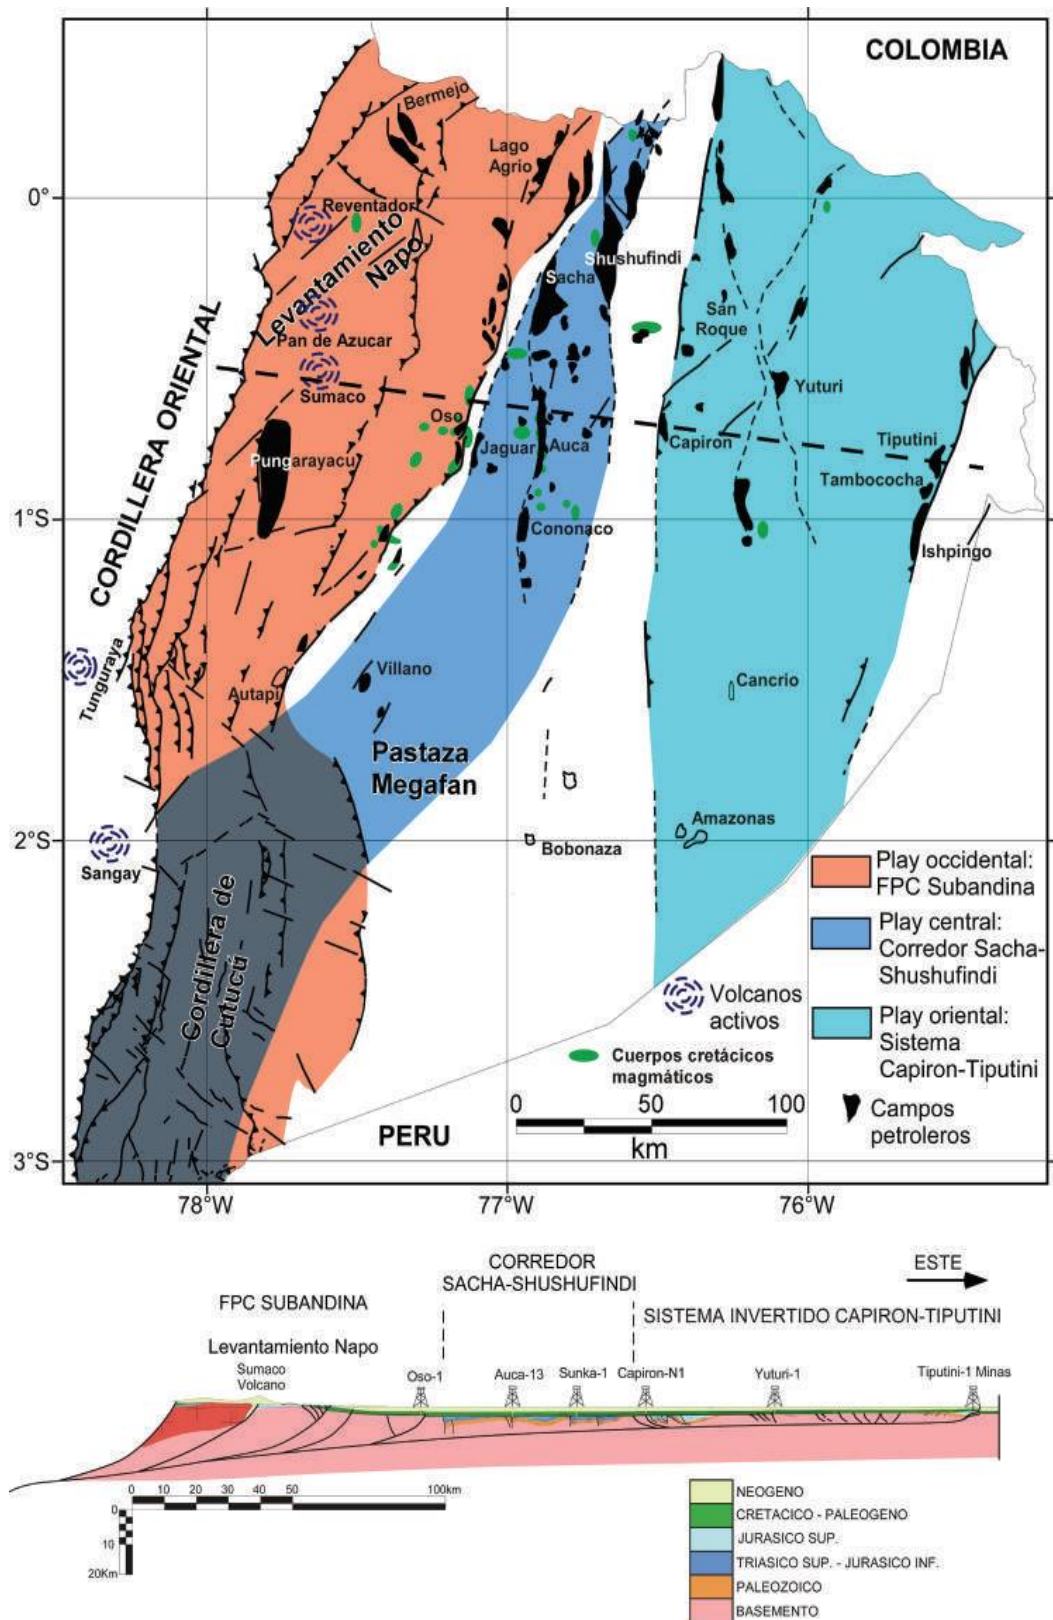 COLOMBIA
Bermejo
Lago
Agrio
0°
Reventador
Levantamiento
Napo
Shushufindi
Sacha
San
Roque
Pan de Azucar
Sumaco
Yuturi
CORDILLERA ORIENTAL
Oso
Jaguar
Auca
Capiron
Tiputini
Pungarayacu
Tambococha
1°S
Cononaco
Ishpingo
Tunguraya
Villano
Autapi
Cancrio
Pastaza
Megafan
Amazonas
2°S
Bobonaza
Sangay
Cordillera de
Cutucú
Play occidental:
FPC Subandina
Play central:
Corredor Sacha-
Shushufindi
Volcanos
activos
Play oriental:
Sistema
Capiron-Tiputini
Cuerpos cretácicos
magmáticos
0 50 100
km
Campos
petroleros
PERU
3°S
78°W 77°W 76°W
CORREDOR
SACHA-SHUSHUFINDI
ESTE
FPC SUBANDINA
SISTEMA INVERTIDO CAPIRON-TIPUTINI
Levantamiento Napo
Sumaco
Volcano
Oso-1 Auca-13 Sunka-1 Capiron-N1 Yuturi-1 Tiputini-1 Minas
0 10 20 30 40 50 100km
0
10
20Km
NEOGENO
CRETACICO - PALEOGENO
JURASICO SUP.
TRIASICO SUP. - JURASICO INF.
PALEOZOICO
BASEMENTO